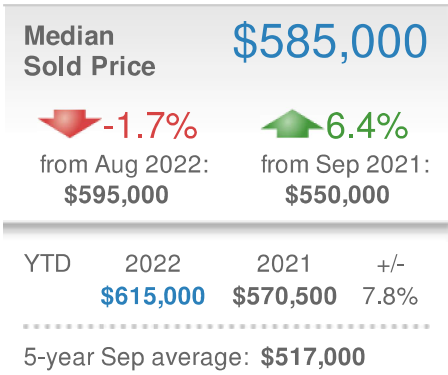 Median $585,000
Sold Price
-1.7% 6.4%
from Aug 2022: from Sep 2021:
$595,000 $550,000
YTD 2022 2021 +/-
$615,000 $570,500 7.8%
5-year Sep average: $517,000